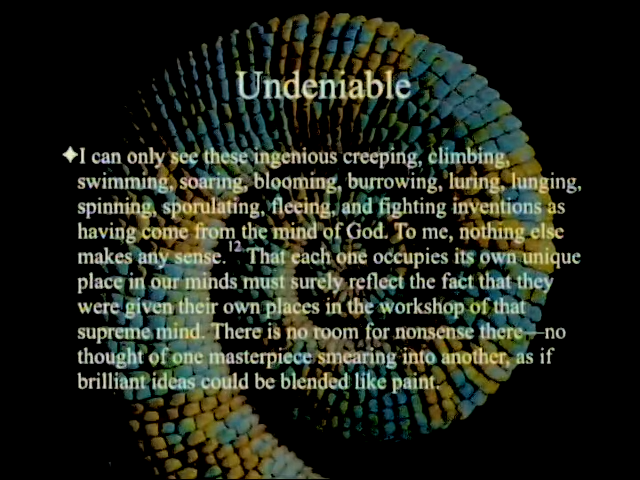 Undeniable
✦I can only see these ingenious creeping, climbing,
swimming, soaring, blooming, burrowing, luring, lunging,
spinning, sporulating, fleeing, and fighting inventions as
having come from the mind of God. To me, nothing else
makes any sense. 12 That each one occupies its own unique
place in our minds must surely reflect the fact that they
were given their own places in the workshop of that
supreme mind. There is no room for nonsense there—no
thought of one masterpiece smearing into another, as if
brilliant ideas could be blended like paint.